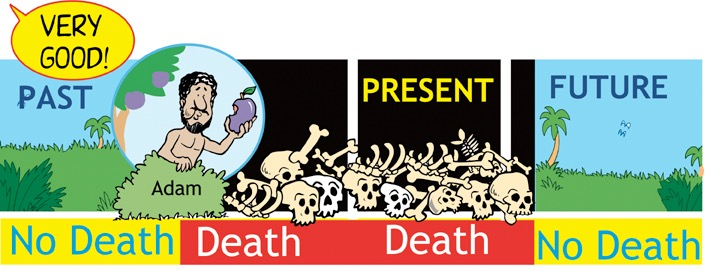 VERY
GOOD!
PAST
PRESENT
FUTURE
Adam
No Death
Death
Death
No Death